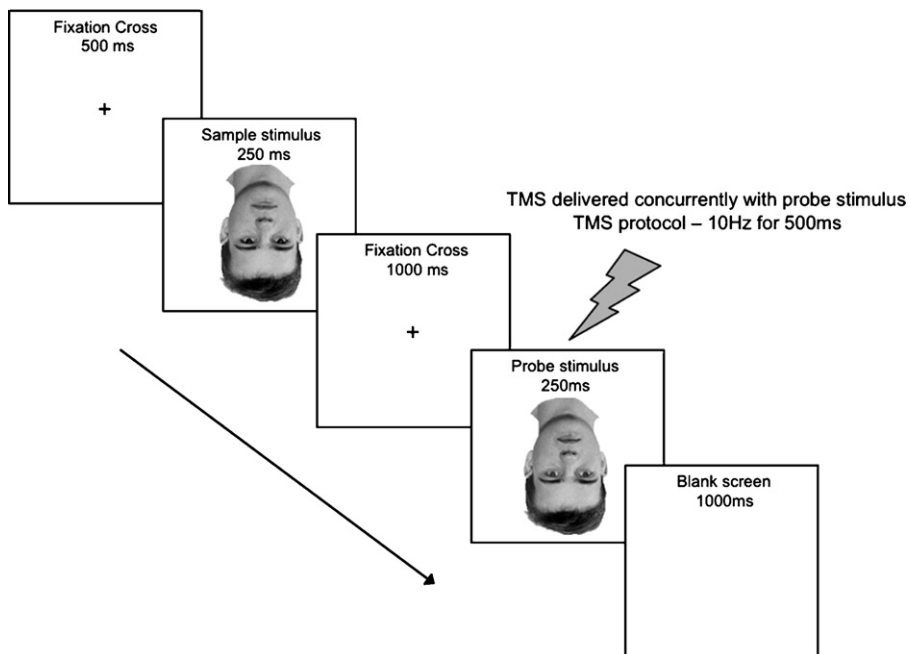 Fixation Cross
500 ms
+
Sample stimulus
250 ms
TMS delivered concurrently with probe stimulus
TMS protocol – 10Hz for 500ms
Fixation Cross
1000 ms
+
Probe stimulus
250ms
Blank screen
1000ms